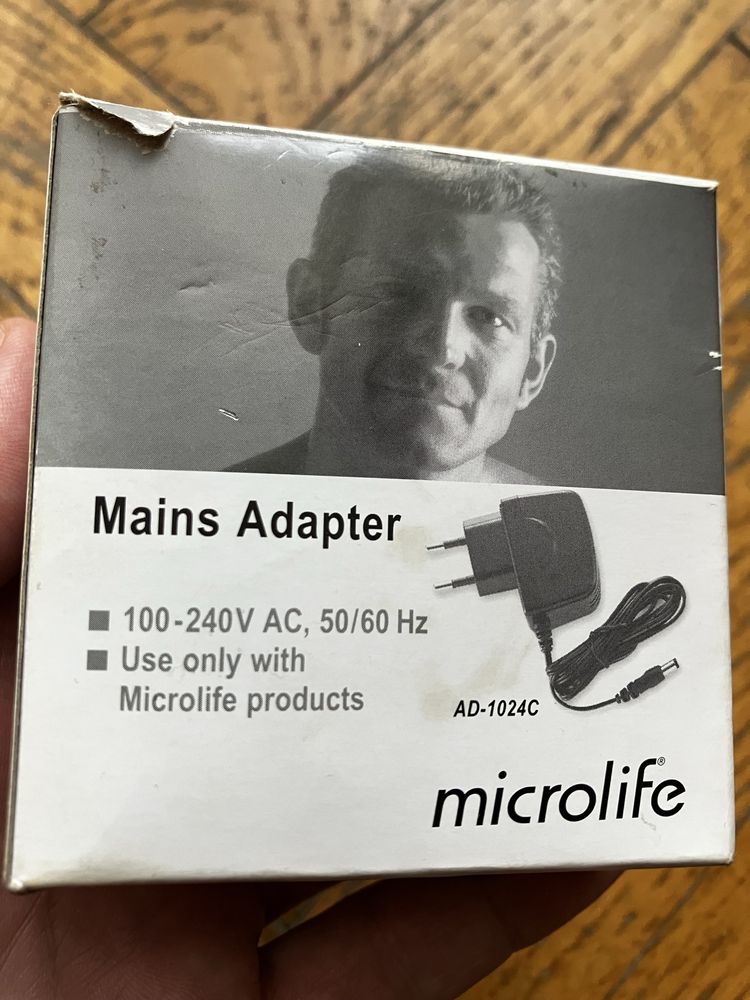 Mains Adapter
■ 100-240V AC, 50/60 Hz
■ Use only with
Microlife products
AD-1024C
microlife®